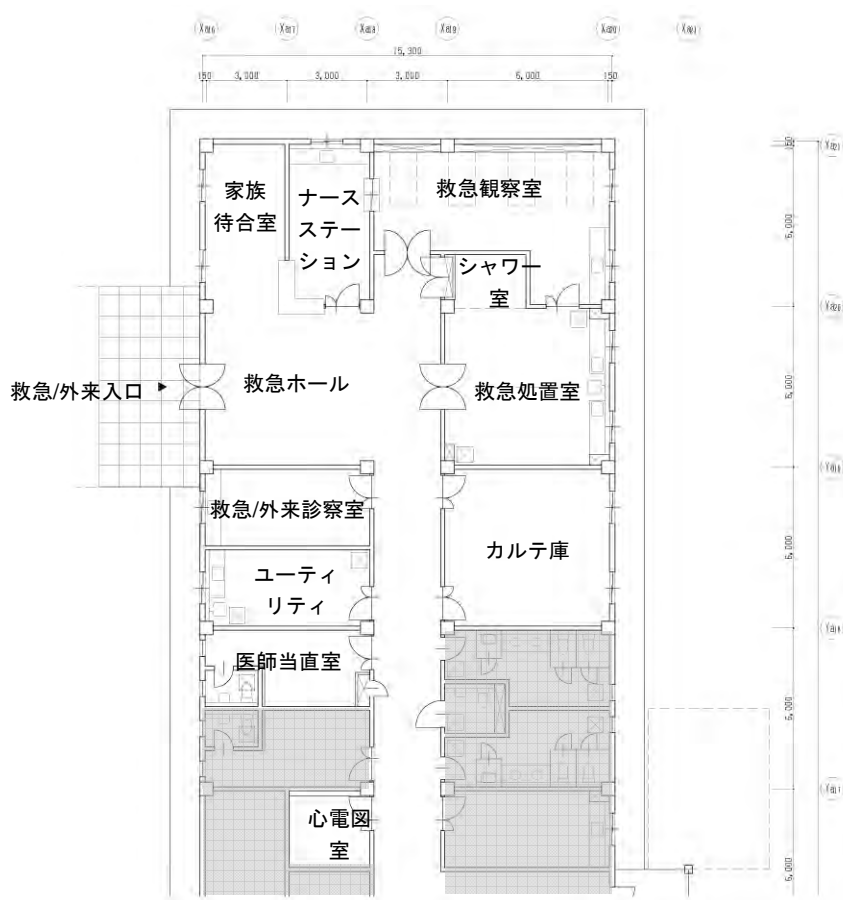 15,300
150 3,000 3,000 3,000 6,000 150
家族
待合室
ナース
ステー
ション
救急観察室
シャワー
室
救急/外来入口
救急ホール
救急処置室
救急/外来診察室
カルテ庫
ユーティ
リティ
医師当直室
心電図
室
150
6,000
6,000
6,000
6,000
6,000